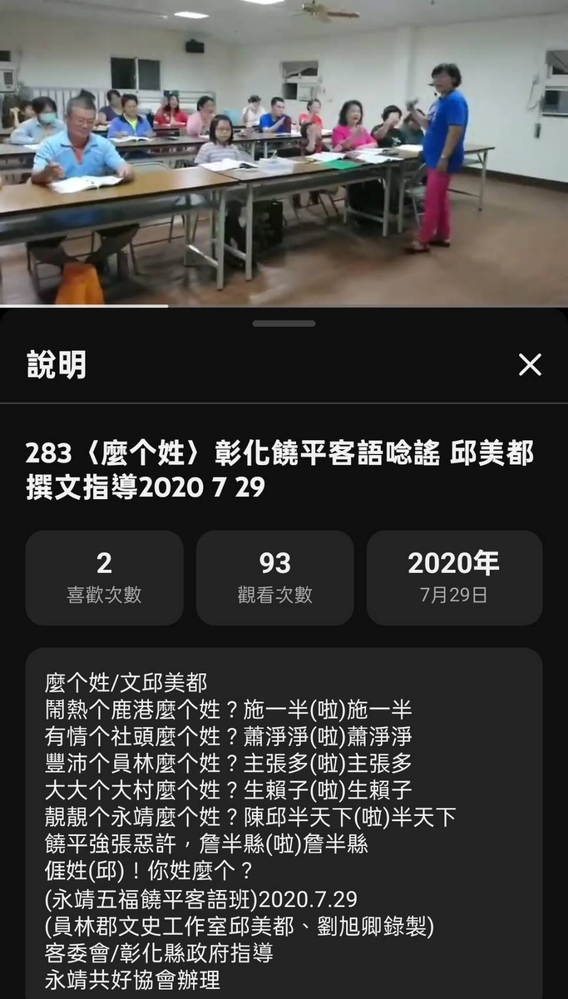 說明
283〈麼个姓〉彰化饒平客語唸謠 邱美都
撰文指導2020 7 29
2
喜歡次數
93
觀看次數
2020年
7月29日
麼个姓/文邱美都
鬧熱个鹿港麼个姓？施一半(啦)施一半
有情个社頭麼个姓？蕭淨淨(啦)蕭淨淨
豐沛个員林麼个姓？主張多(啦)主張多
大大个大村麼个姓？生賴子(啦)生賴子
靚靚个永靖麼个姓？陳邱半天下(啦)半天下
饒平強張惡許，詹半縣(啦)詹半縣
𠊎姓(邱)！你姓麼个？
(永靖五福饒平客語班)2020.7.29
(員林郡文史工作室邱美都、劉旭卿錄製)
客委會/彰化縣政府指導
永靖共好協會辦理